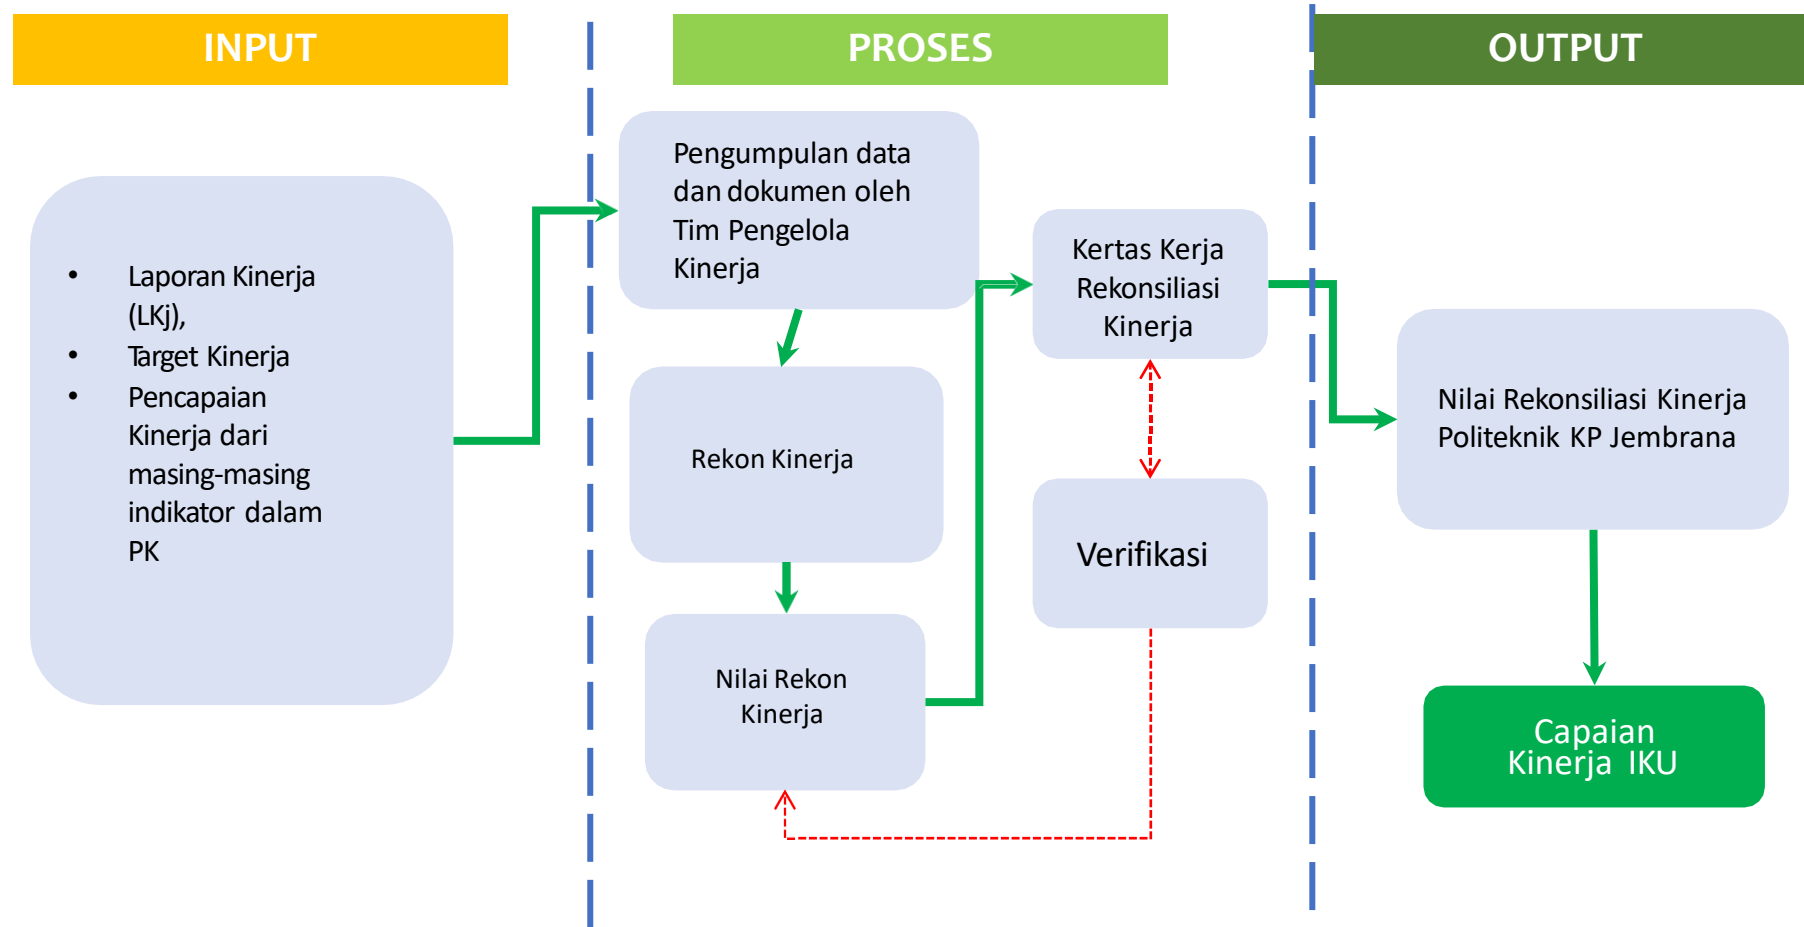 INPUT
PROSES
OUTPUT
• Laporan Kinerja
(LKj),
• Target Kinerja
• Pencapaian
Kinerja dari
masing-masing
indikator dalam
PK
Pengumpulan data
dan dokumen oleh
Tim Pengelola
Kinerja
Rekon Kinerja
Nilai Rekon
Kinerja
Kertas Kerja
Rekonsiliasi
Kinerja
Verifikasi
Nilai Rekonsiliasi Kinerja
Politeknik KP Jembrana
Capaian
Kinerja IKU